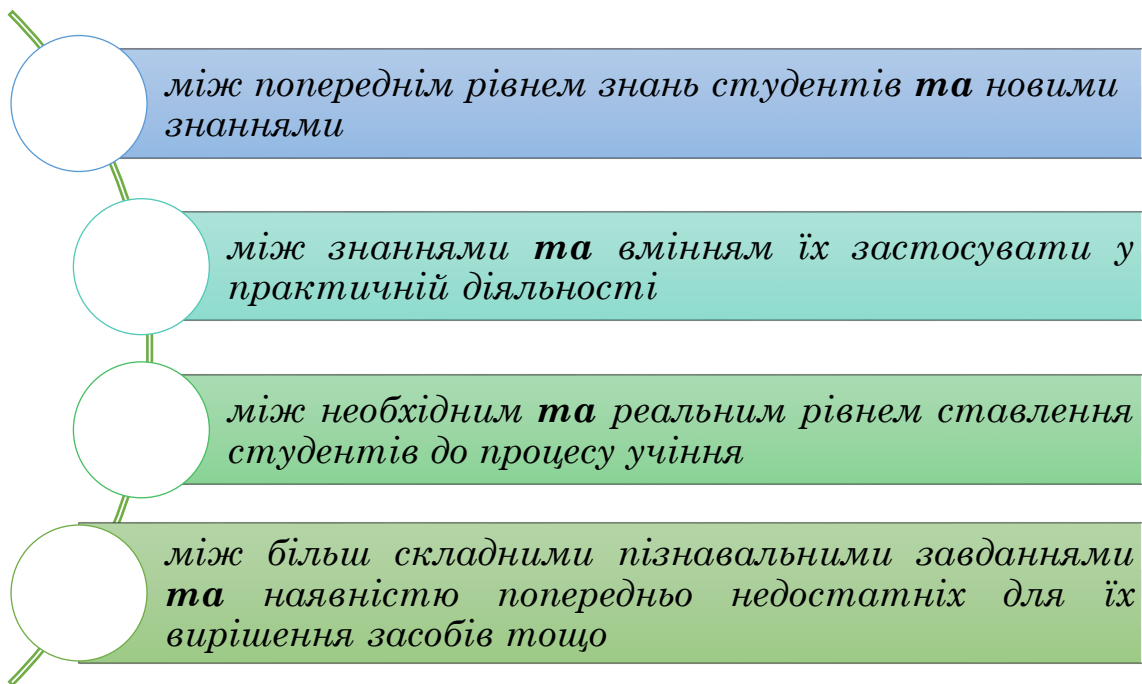 між попереднім рівнем знань студентів та новими
знаннями
між знаннями та вмінням їх застосувати у
практичній діяльності
між необхідним та реальним рівнем ставлення
студентів до процесу учіння
між більш складними пізнавальними завданнями
та наявністю попередньо недостатніх для їх
вирішення засобів тощо